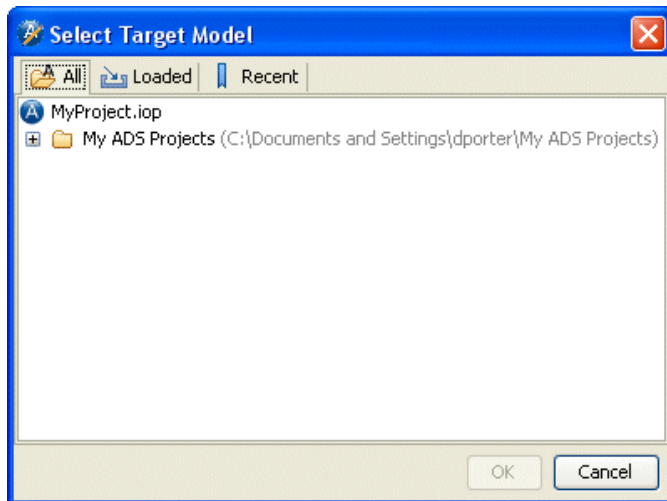 Select Target Model
All Loaded Recent
MyProject.iop
My ADS Projects (C:\Documents and Settings\dporter\My ADS Projects)
OK Cancel